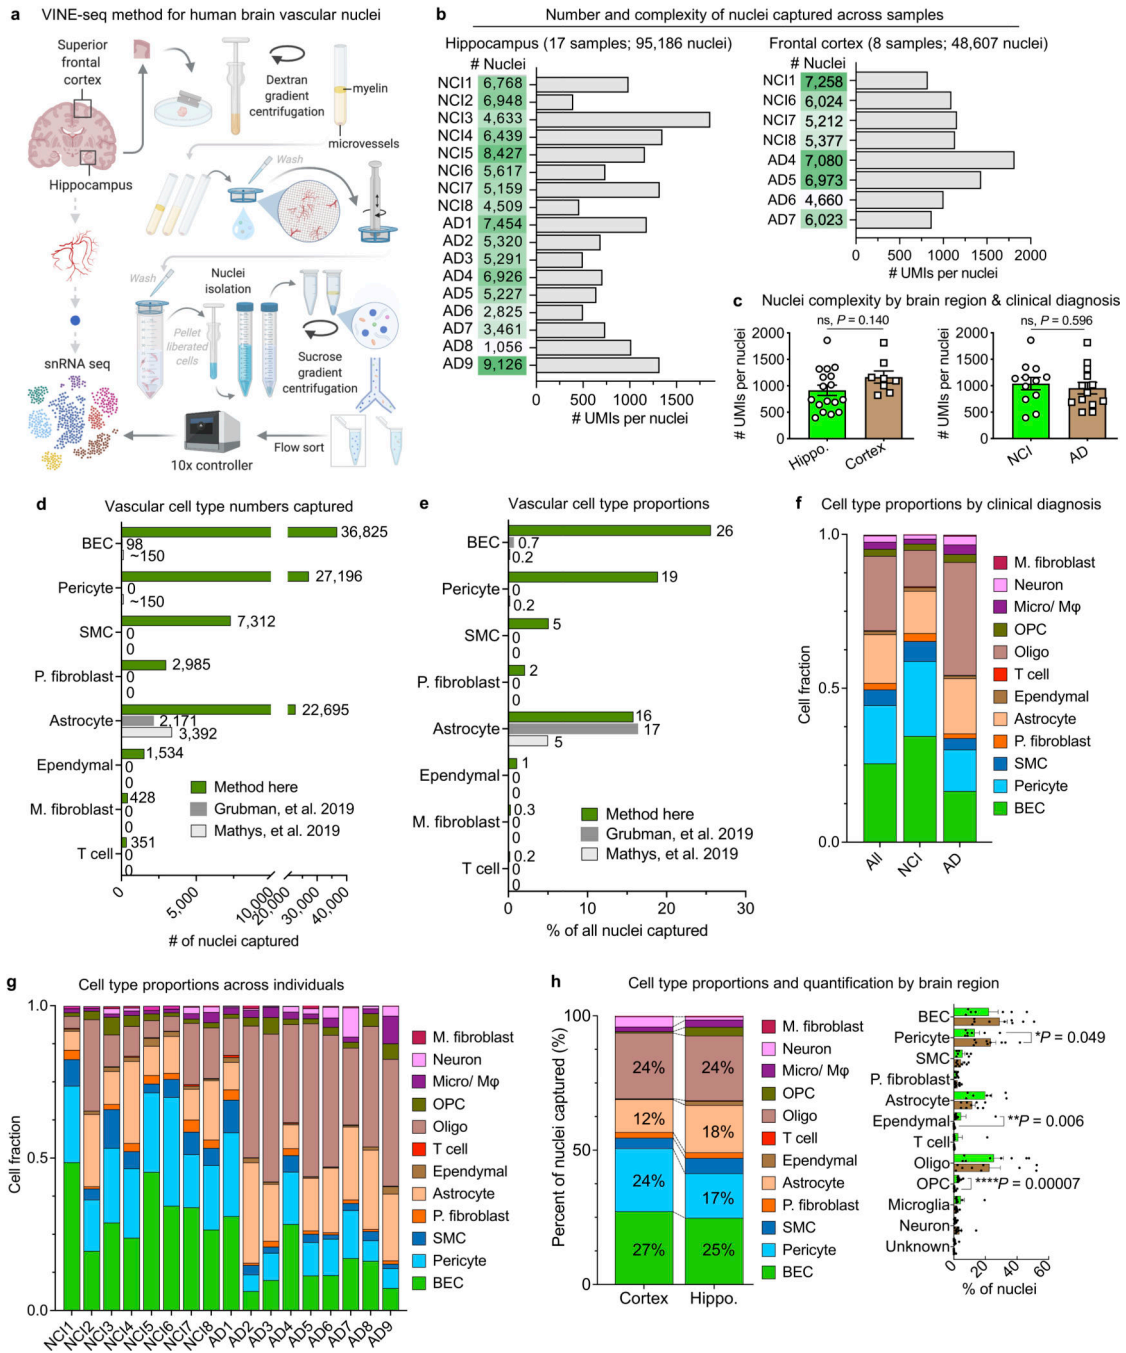 a VINE-seq method for human brain vascular nuclei
Superior
frontal
cortex
Dextran
gradient
centrifugation
myelin
microvessels
Hippocampus
Wash
Wash
Nuclei
isolation
Pellet
liberated
cells
Sucrose
gradient
centrifugation
snRNA seq
10x controller
Flow sort
b Number and complexity of nuclei captured across samples
Hippocampus (17 samples; 95,186 nuclei)
# Nuclei
NCI1 6,768
NCI2 6,948
NCI3 4,633
NCI4 6,439
NCI5 8,427
NCI6 5,617
NCI7 5,159
NCI8 4,509
AD1 7,454
AD2 5,320
AD3 5,291
AD4 6,926
AD5 5,227
AD6 2,825
AD7 3,461
AD8 1,056
AD9 9,126
0 500 1000 1500
# UMIs per nuclei
Frontal cortex (8 samples; 48,607 nuclei)
# Nuclei
NCI1 7,258
NCI6 6,024
NCI7 5,212
NCI8 5,377
AD4 7,080
AD5 6,973
AD6 4,660
AD7 6,023
0 500 1000 1500 2000
# UMIs per nuclei
c Nuclei complexity by brain region & clinical diagnosis
ns, P = 0.140
2000
1500
1000
500
0
# UMIs per nuclei
Hippo. Cortex
ns, P = 0.596
2000
1500
1000
500
0
# UMIs per nuclei
NCI AD
d Vascular cell type numbers captured
BEC 36,825
98
~150
Pericyte 27,196
0
~150
SMC 7,312
0
0
P. fibroblast 2,985
0
0
Astrocyte 22,695
2,171
3,392
Ependymal 1,534
0
0
M. fibroblast 428
0
0
T cell 351
0
0
Method here
Grubman, et al. 2019
Mathys, et al. 2019
0 5,000 10,000 20,000 30,000 40,000
# of nuclei captured
e Vascular cell type proportions
BEC 26
0.7
0.2
Pericyte 19
0
0.2
SMC 5
0
0
P. fibroblast 2
0
0
Astrocyte 16
17
5
Ependymal 1
0
0
M. fibroblast 0.3
0
0
T cell 0.2
0
0
Method here
Grubman, et al. 2019
Mathys, et al. 2019
0 10 20 30
% of all nuclei captured
f Cell type proportions by clinical diagnosis
1.0
0.5
0.0
Cell fraction
All NCI AD
M. fibroblast
Neuron
Micro/ Mφ
OPC
Oligo
T cell
Ependymal
Astrocyte
P. fibroblast
SMC
Pericyte
BEC
g Cell type proportions across individuals
1.0
0.5
0.0
Cell fraction
NCI1 NCI2 NCI3 NCI4 NCI5 NCI6 NCI7 NCI8 AD1 AD2 AD3 AD4 AD5 AD6 AD7 AD8 AD9
M. fibroblast
Neuron
Micro/ Mφ
OPC
Oligo
T cell
Ependymal
Astrocyte
P. fibroblast
SMC
Pericyte
BEC
h Cell type proportions and quantification by brain region
100
50
0
Percent of nuclei captured (%)
24% 24%
12% 18%
24% 17%
27% 25%
Cortex Hippo.
M. fibroblast
Neuron
Micro/ Mφ
OPC
Oligo
T cell
Ependymal
Astrocyte
P. fibroblast
SMC
Pericyte
BEC
BEC
Pericyte *P = 0.049
SMC
P. fibroblast
Astrocyte
Ependymal **P = 0.006
T cell
Oligo
OPC ****P = 0.00007
Microglia
Neuron
Unknown
0 20 40 60
% of nuclei